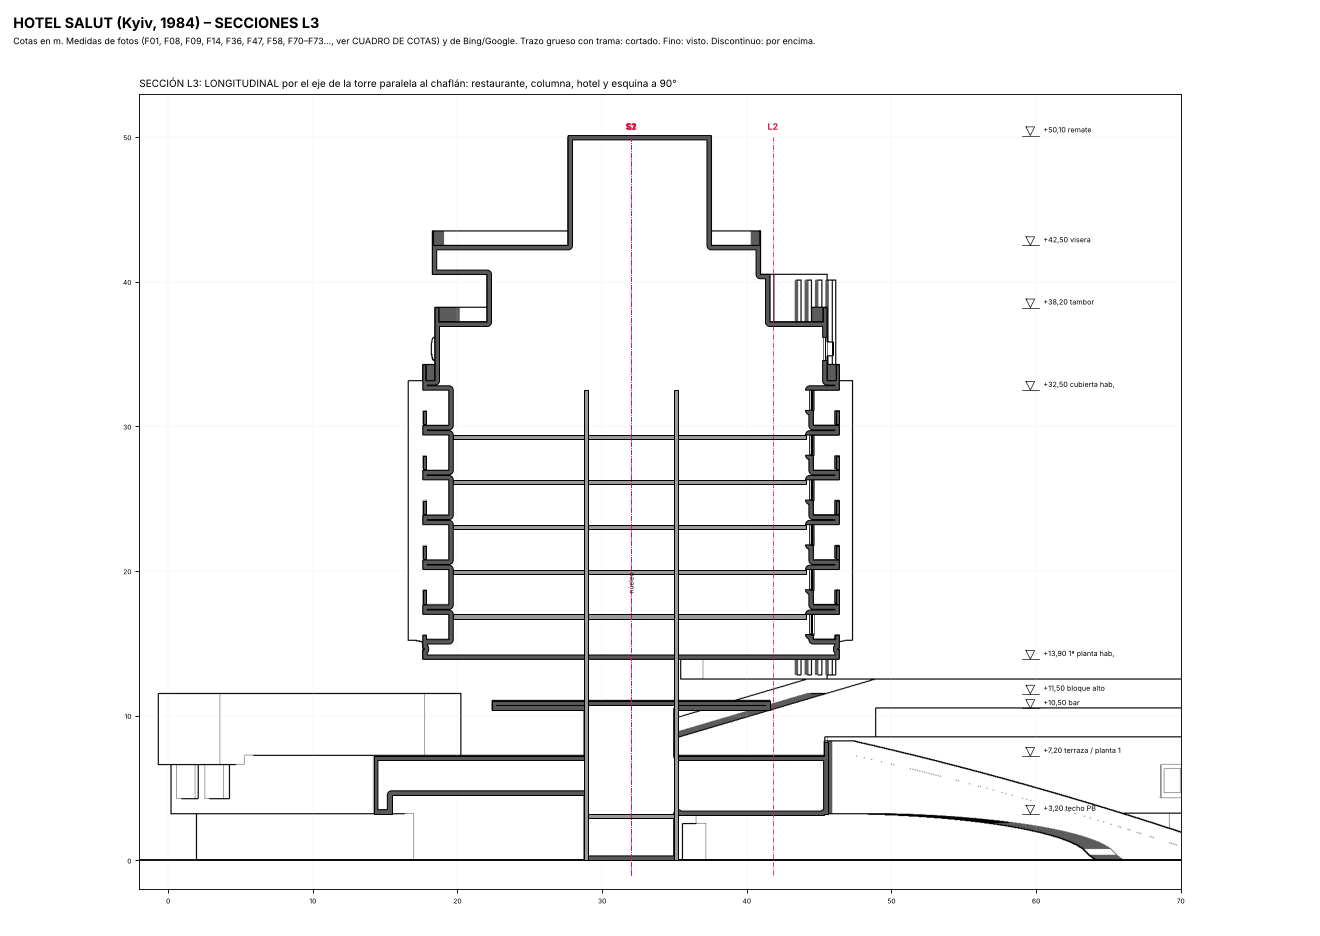 HOTEL SALUT (Kyiv, 1984) – SECCIONES L3
Cotas en m. Medidas de fotos (F01, F08, F09, F14, F36, F47, F58, F70–F73..., ver CUADRO DE COTAS) y de Bing/Google. Trazo grueso con trama: cortado. Fino: visto. Discontinuo: por encima.
SECCIÓN L3: LONGITUDINAL por el eje de la torre paralela al chaflán: restaurante, columna, hotel y esquina a 90°
L2
50
+50,10 remate
+42,50 visera
40
+38,20 tambor
+32,50 cubierta hab,
30
20
núcleo
+13,90 1ª planta hab,
+11,50 bloque alto
+10,50 bar
10
+7,20 terraza / planta 1
+3,20 techo PB
0
0 10 20 30 40 50 60 70